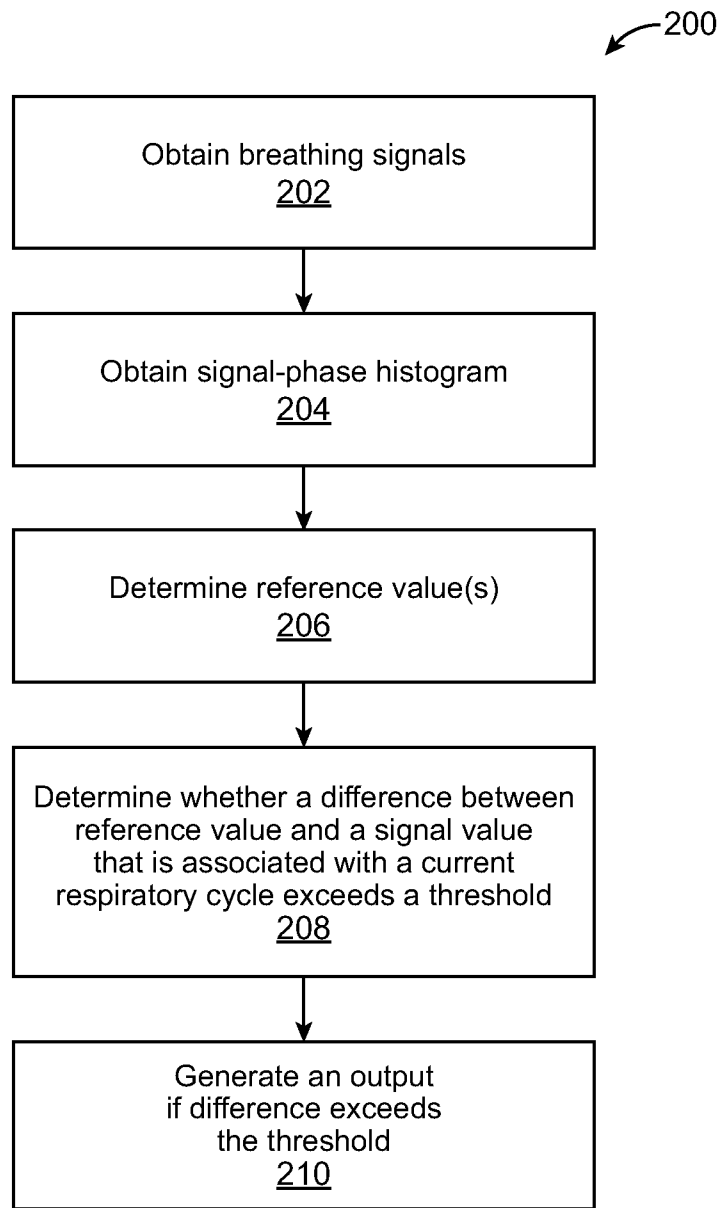 200
Obtain breathing signals
202
Obtain signal-phase histogram
204
Determine reference value(s)
206
Determine whether a difference between
reference value and a signal value
that is associated with a current
respiratory cycle exceeds a threshold
208
Generate an output
if difference exceeds
the threshold
210